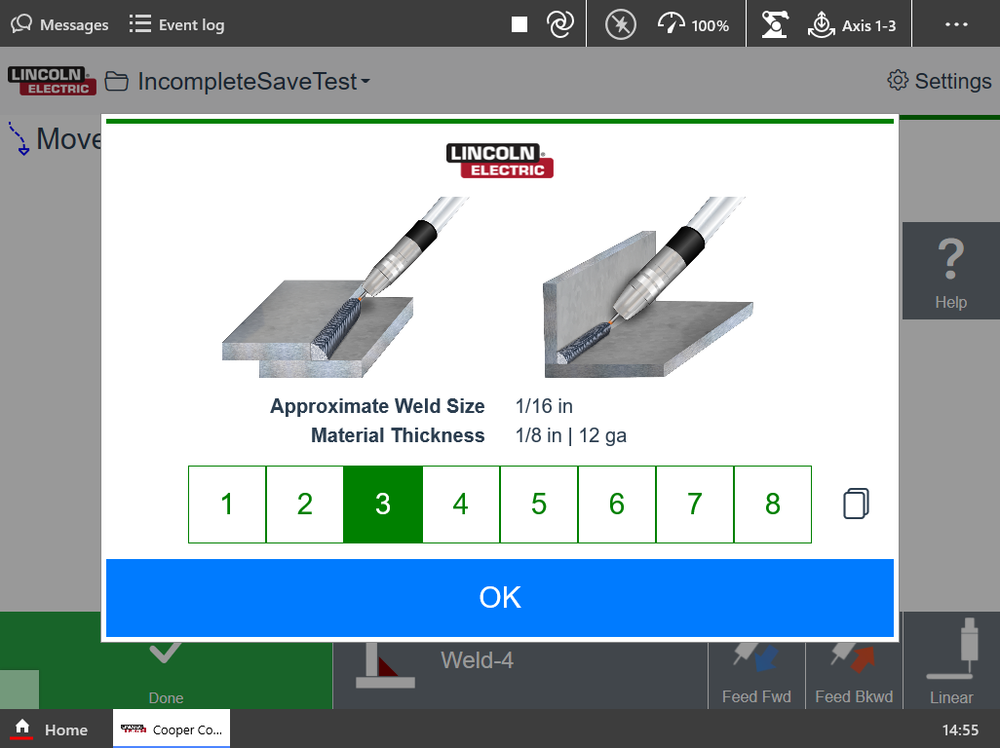 Messages
Event log
100%
Axis 1-3
...
LINCOLN
ELECTRIC
IncompleteSaveTest
Settings
Move
LINCOLN
ELECTRIC
?
Help
Approximate Weld Size 1/16 in
Material Thickness 1/8 in | 12 ga
1 2 3 4 5 6 7 8
OK
Done
Weld-4
Feed Fwd
Feed Bkwd
Linear
Home
LINCOLN
ELECTRIC
Cooper Co...
14:55